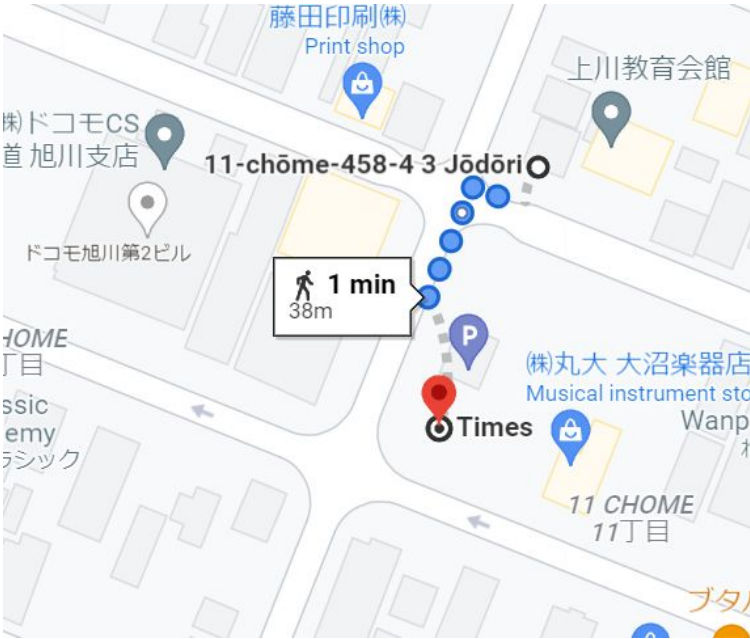 藤田印刷㈱
Print shop
上川教育会館
㈱ドコモCS
道 旭川支店
11-chōme-458-4 3 Jōdōri
ドコモ旭川第2ビル
1 min
38m
P
HOME
丁目
㈱丸大 大沼楽器店
Musical instrument sto
ssic
emy
ラシック
Times
Wanp
11 CHOME
11丁目
ブタ